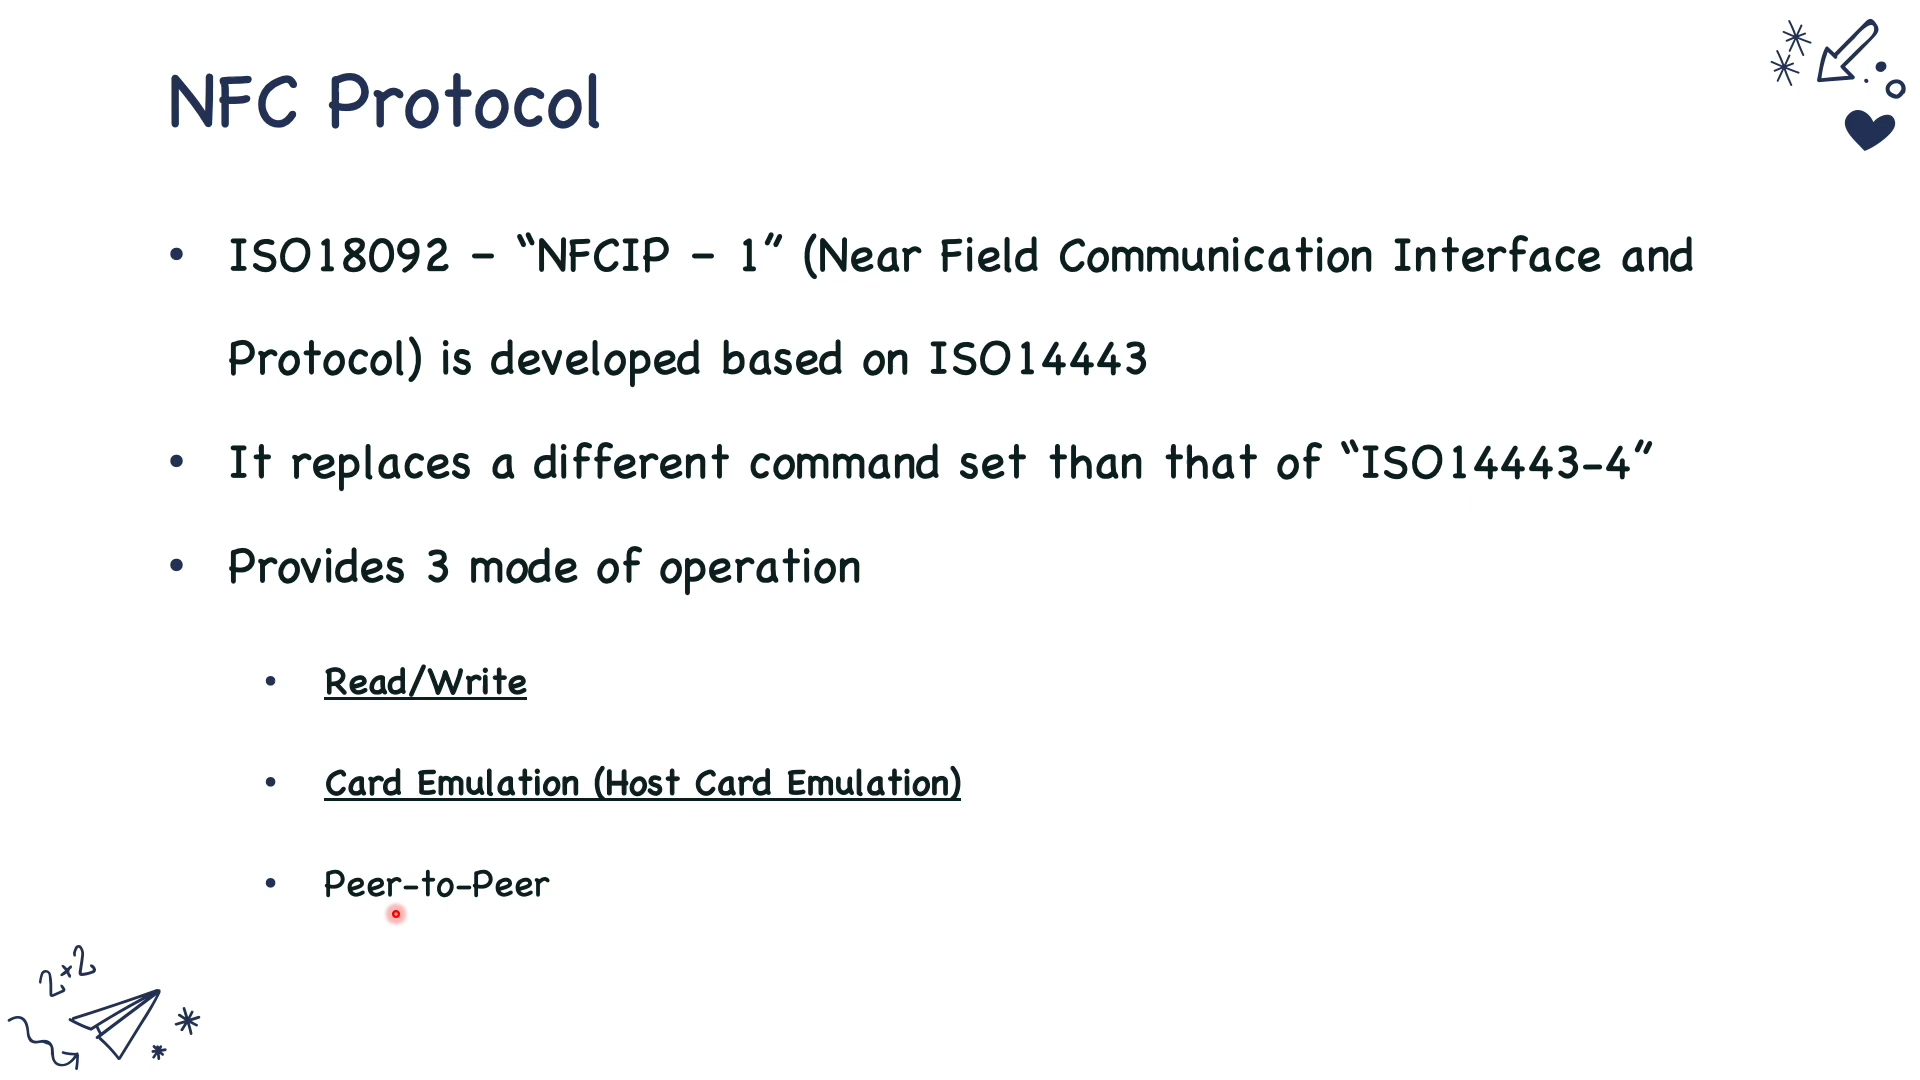 NFC Protocol
• ISO18092 – “NFCIP – 1” (Near Field Communication Interface and
Protocol) is developed based on ISO14443
• It replaces a different command set than that of “ISO14443-4”
• Provides 3 mode of operation
• Read/Write
• Card Emulation (Host Card Emulation)
• Peer-to-Peer
2×2